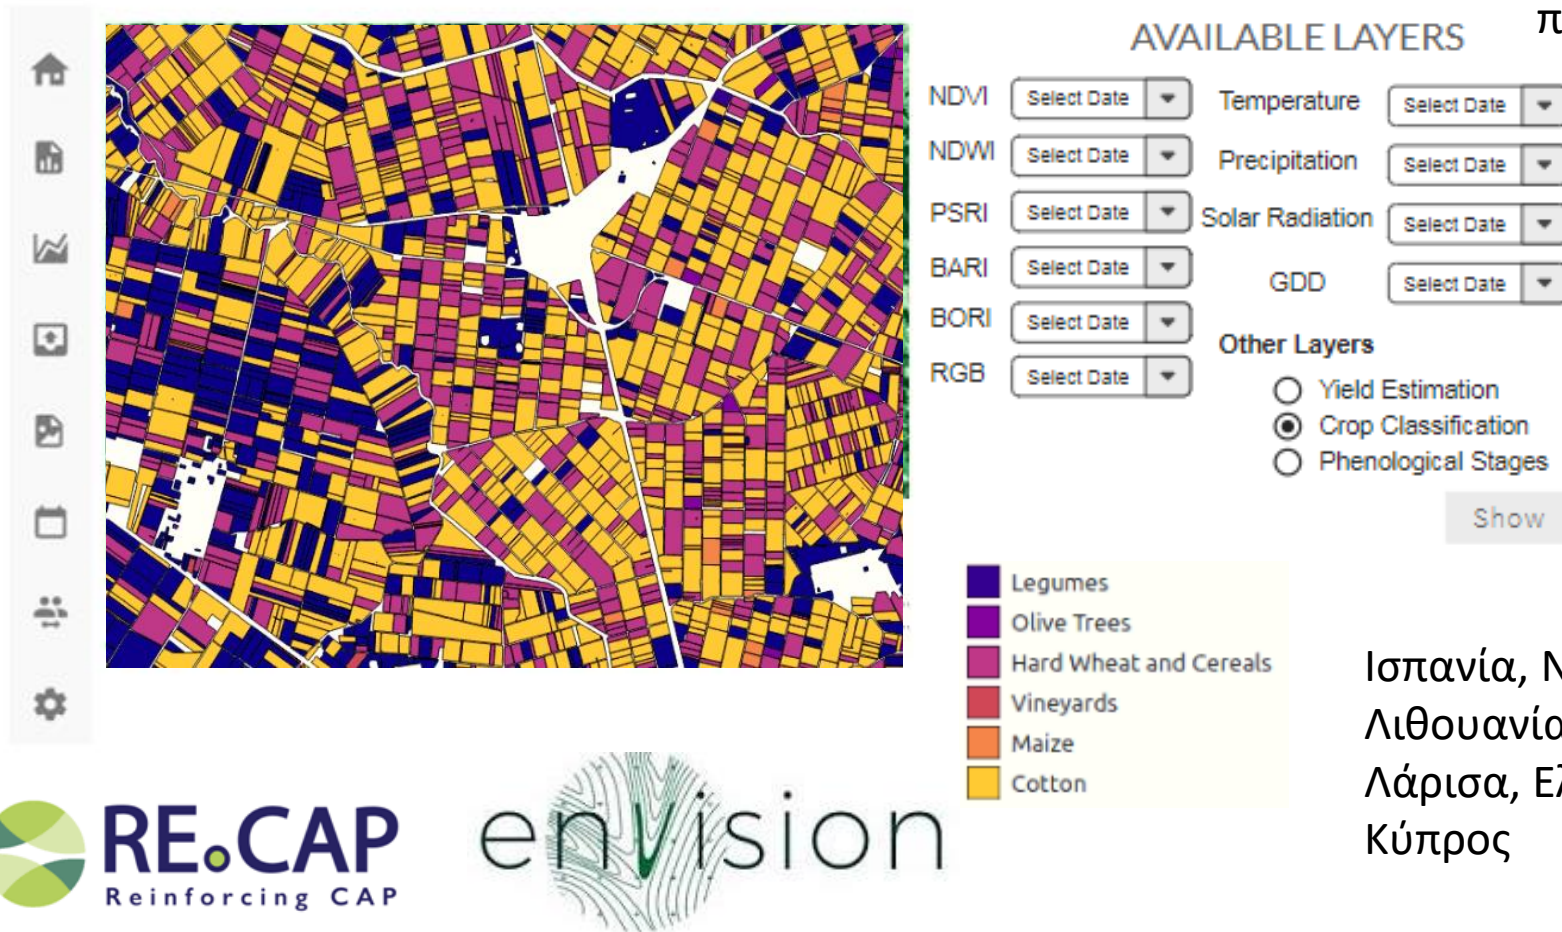 AVAILABLE LAYERS
NDVI Select Date Temperature Select Date
NDWI Select Date Precipitation Select Date
PSRI Select Date Solar Radiation Select Date
BARI Select Date GDD Select Date
BORI Select Date
RGB Select Date
Other Layers
Yield Estimation
Crop Classification
Phenological Stages
Show
Legumes
Olive Trees
Hard Wheat and Cereals
Vineyards
Maize
Cotton
Ισπανία,
Λιθουανία
Λάρισα,
Κύπρος
RE.CAP
Reinforcing CAP
envision